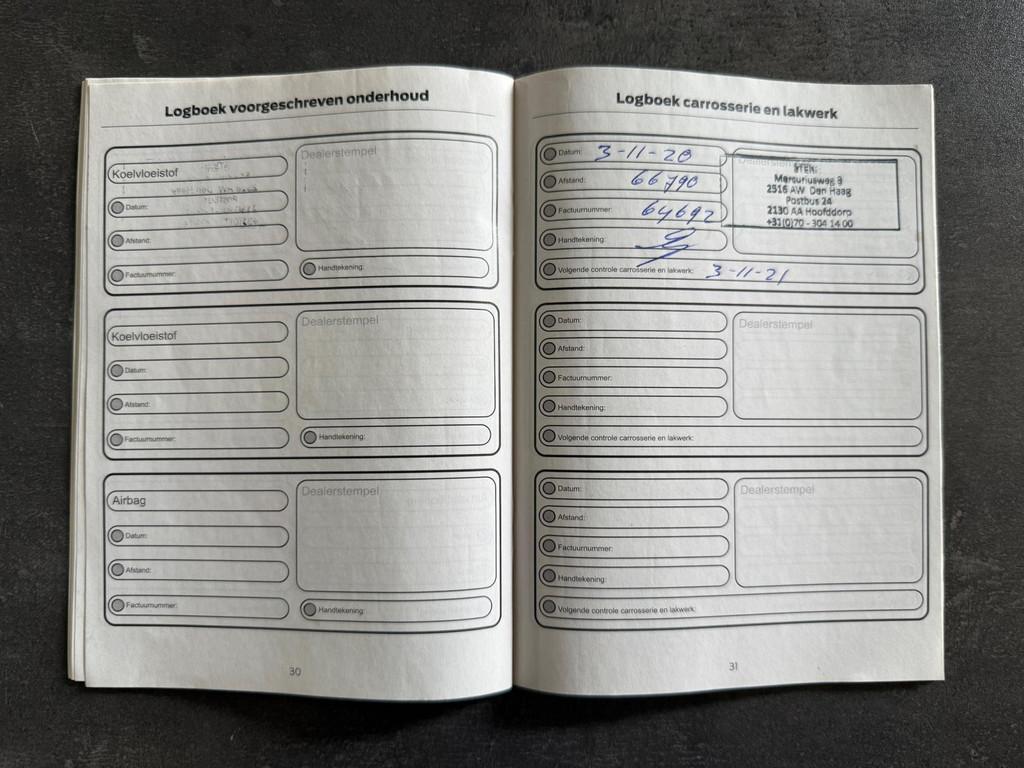 Logboek voorgeschreven onderhoud
Koelvloeistof
Dealerstempel
Datum:
Afstand:
Factuurnummer:
Handtekening:
Koelvloeistof
Dealerstempel
Datum:
Afstand:
Factuurnummer:
Handtekening:
Airbag
Dealerstempel
Datum:
Afstand:
Factuurnummer:
Handtekening:
30
Logboek carrosserie en lakwerk
Datum: 3-11-20
Afstand: 66790
Factuurnummer: 64692
Handtekening:
Volgende controle carrosserie en lakwerk: 3-11-21
Mercuriusweg 9
2516 AW Den Haag
Postbus 24
2130 AA Hoofddorp
+31(0)70 - 304 14 00
Datum:
Dealerstempel
Afstand:
Factuurnummer:
Handtekening:
Volgende controle carrosserie en lakwerk:
Datum:
Dealerstempel
Afstand:
Factuurnummer:
Handtekening:
Volgende controle carrosserie en lakwerk:
31